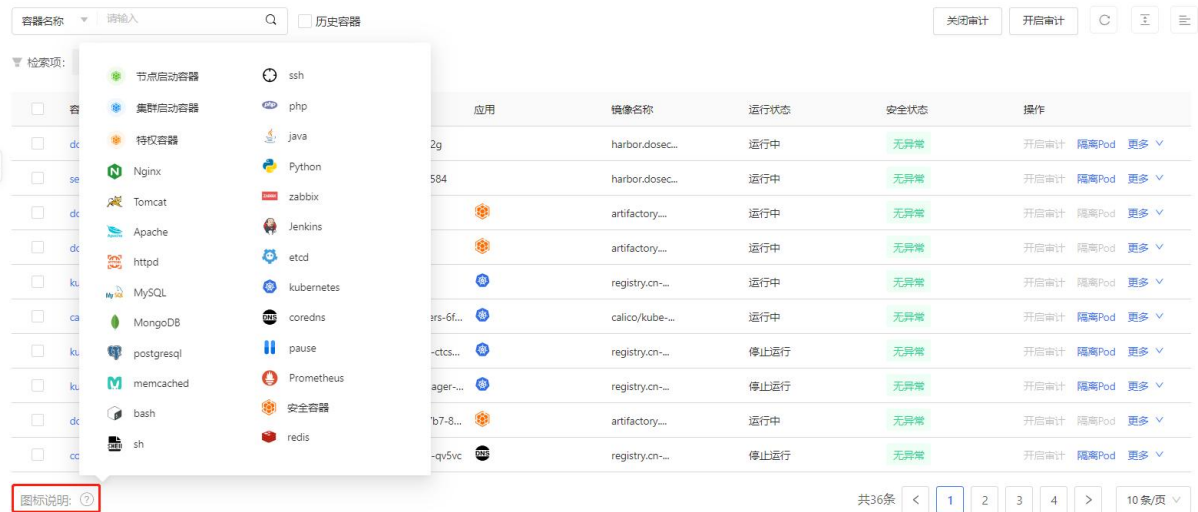 容器名称 请输入 历史容器 关闭审计 开启审计
检索项:
节点启动容器 ssh
集群启动容器 php
特权容器 java
Nginx Python
Tomcat zabbix
Apache Jenkins
httpd etcd
MySQL kubernetes
MongoDB coredns
postgresql pause
memcached Prometheus
bash 安全容器
sh redis
容 应用 镜像名称 运行状态 安全状态 操作
dc 2g harbor.dosec... 运行中 无异常 开启审计 隔离Pod 更多
se 584 harbor.dosec... 运行中 无异常 开启审计 隔离Pod 更多
dc artifactory.... 运行中 无异常 开启审计 隔离Pod 更多
dc artifactory.... 运行中 无异常 开启审计 隔离Pod 更多
ku registry.cn-... 运行中 无异常 开启审计 隔离Pod 更多
ca ers-6f... calico/kube-... 运行中 无异常 开启审计 隔离Pod 更多
ku -ctcs... registry.cn-... 停止运行 无异常 开启审计 隔离Pod 更多
ku ager-... registry.cn-... 停止运行 无异常 开启审计 隔离Pod 更多
dc 'b7-8... artifactory.... 运行中 无异常 开启审计 隔离Pod 更多
cc -qv5vc DNS registry.cn-... 停止运行 无异常 开启审计 隔离Pod 更多
图标说明: ? 共36条 < 1 2 3 4 > 10 条/页